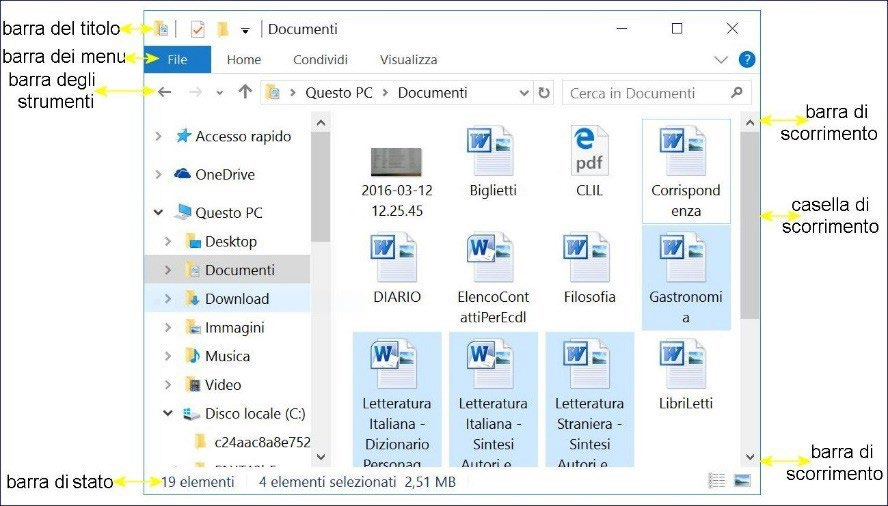 barra del titolo
Documenti
barra dei menu
File Home Condividi Visualizza
barra degli
strumenti
Questo PC Documenti
Cerca in Documenti
barra di
scorrimento
casella di
scorrimento
barra di
scorrimento
Accesso rapido
OneDrive
Questo PC
Desktop
Documenti
Download
Immagini
Musica
Video
Disco locale (C:)
c24aac8a8e752
2016-03-12
12.25.45
Biglietti
pdf
CLIL
Corrispond
enza
DIARIO
ElencoCont
attiPerEcdl
Filosofia
Gastronomi
a
Letteratura
Italiana -
Dizionario
Personag
Letteratura
Italiana -
Sintesi
Autori e
Letteratura
Straniera -
Sintesi
Autori e
LibriLetti
barra di stato
19 elementi 4 elementi selezionati 2,51 MB